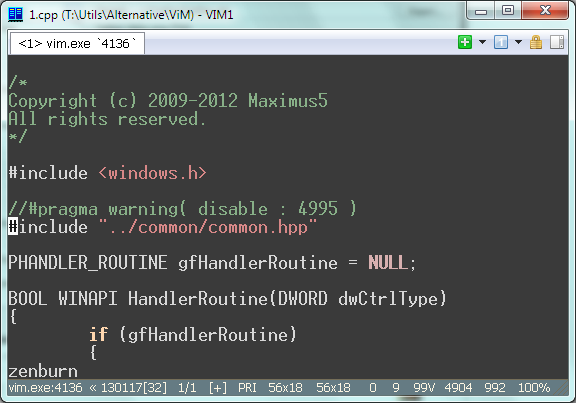 1.cpp (T:\Utils\Alternative\ViM) - VIM1
<1> vim.exe `4136`
1
/*
Copyright (c) 2009-2012 Maximus5
All rights reserved.
*/
#include <windows.h>
//#pragma warning( disable : 4995 )
#include "../common/common.hpp"
PHANDLER_ROUTINE gfHandlerRoutine = NULL;
BOOL WINAPI HandlerRoutine(DWORD dwCtrlType)
{
if (gfHandlerRoutine)
{
zenburn
vim.exe:4136 « 130117[32] 1/1 [+] PRI 56x18 56x18 0 9 99V 4904 992 100%